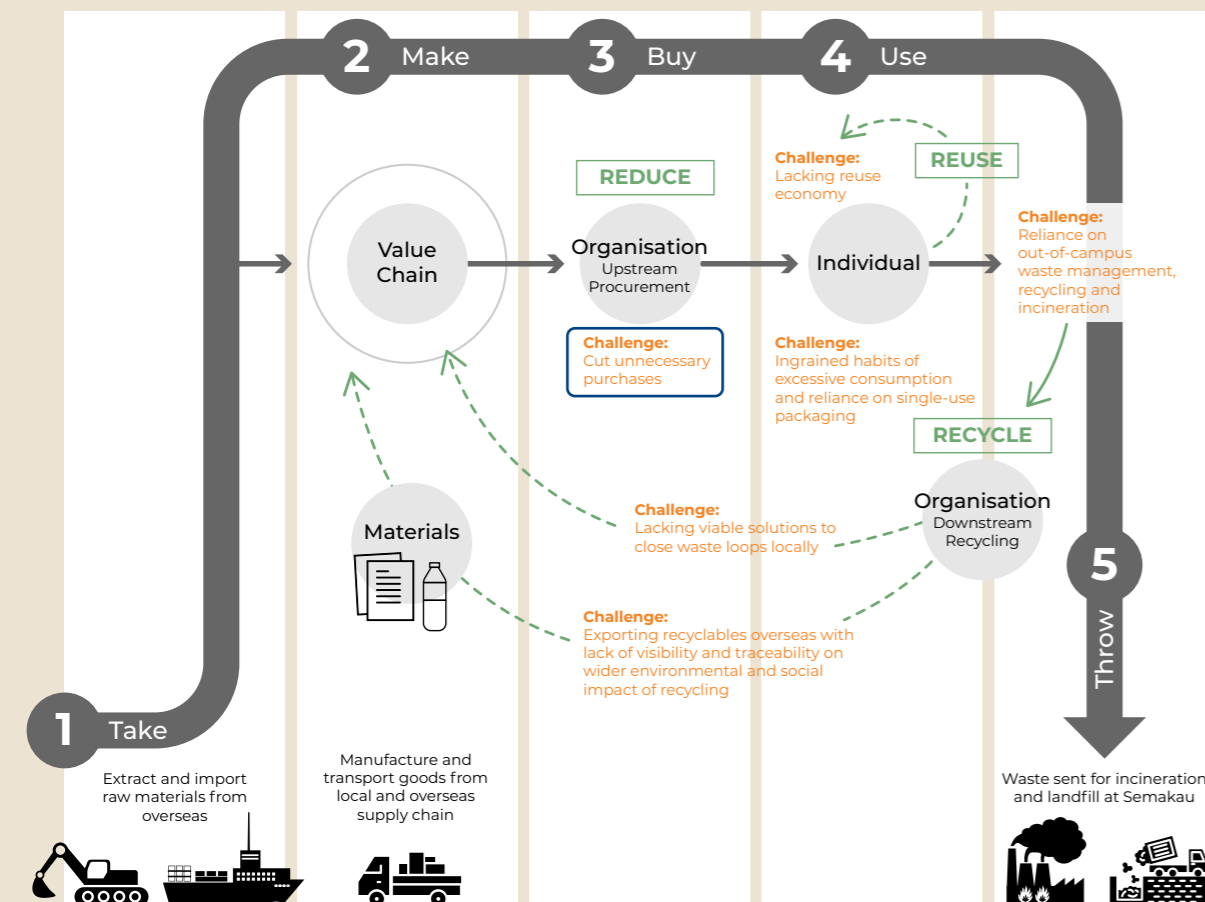 2 Make
3 Buy
4 Use
REDUCE
REUSE
Challenge:
Lacking reuse
economy
Value
Chain
Organisation
Upstream
Procurement
Individual
Challenge:
Reliance on
out-of-campus
waste management,
recycling and
incineration
Challenge:
Cut unnecessary
purchases
Challenge:
Ingrained habits of
excessive consumption
and reliance on single-use
packaging
RECYCLE
Organisation
Downstream
Recycling
Materials
Challenge:
Lacking viable solutions to
close waste loops locally
Challenge:
Exporting recyclables overseas with
lack of visibility and traceability on
wider environmental and social
impact of recycling
5
Throw
1 Take
Extract and import
raw materials from
overseas
Manufacture and
transport goods from
local and overseas
supply chain
Waste sent for incineration
and landfill at Semakau